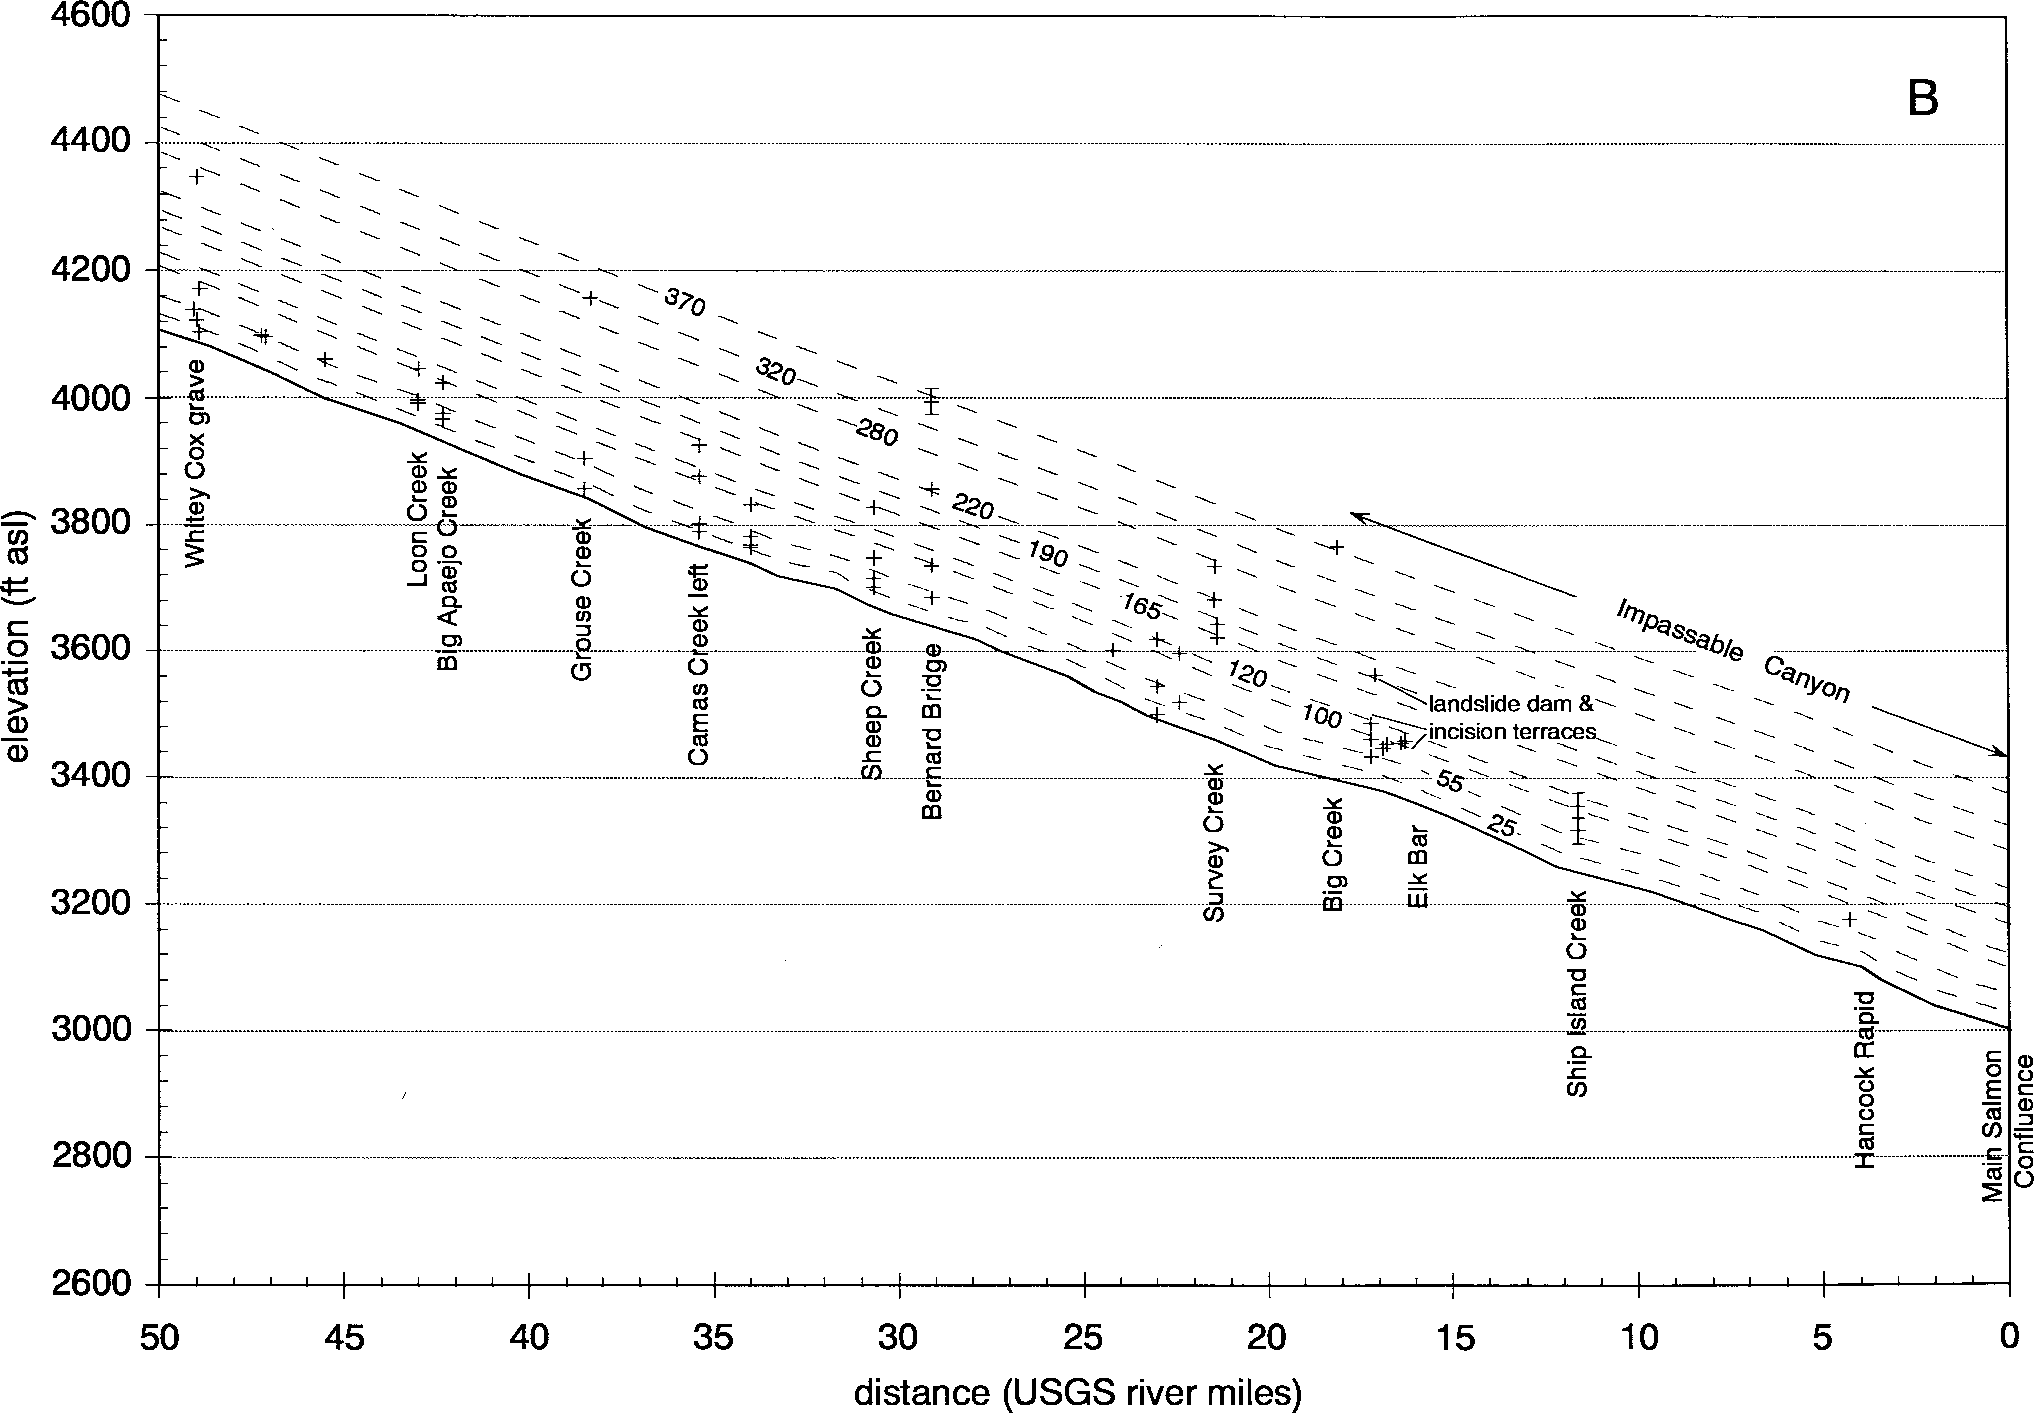 4600
4400
4200
4000
3800
3600
3400
3200
3000
2800
2600
elevation (ft asl)
B
370
320
280
220
190
165
120
100
55
25
Impassable Canyon
landslide dam &
incision terraces
Whitey Cox grave
Loon Creek
Big Apaejo Creek
Grouse Creek
Camas Creek left
Sheep Creek
Bernard Bridge
Survey Creek
Big Creek
Elk Bar
Ship Island Creek
Hancock Rapid
Main Salmon
Confluence
50 45 40 35 30 25 20 15 10 5 0
distance (USGS river miles)